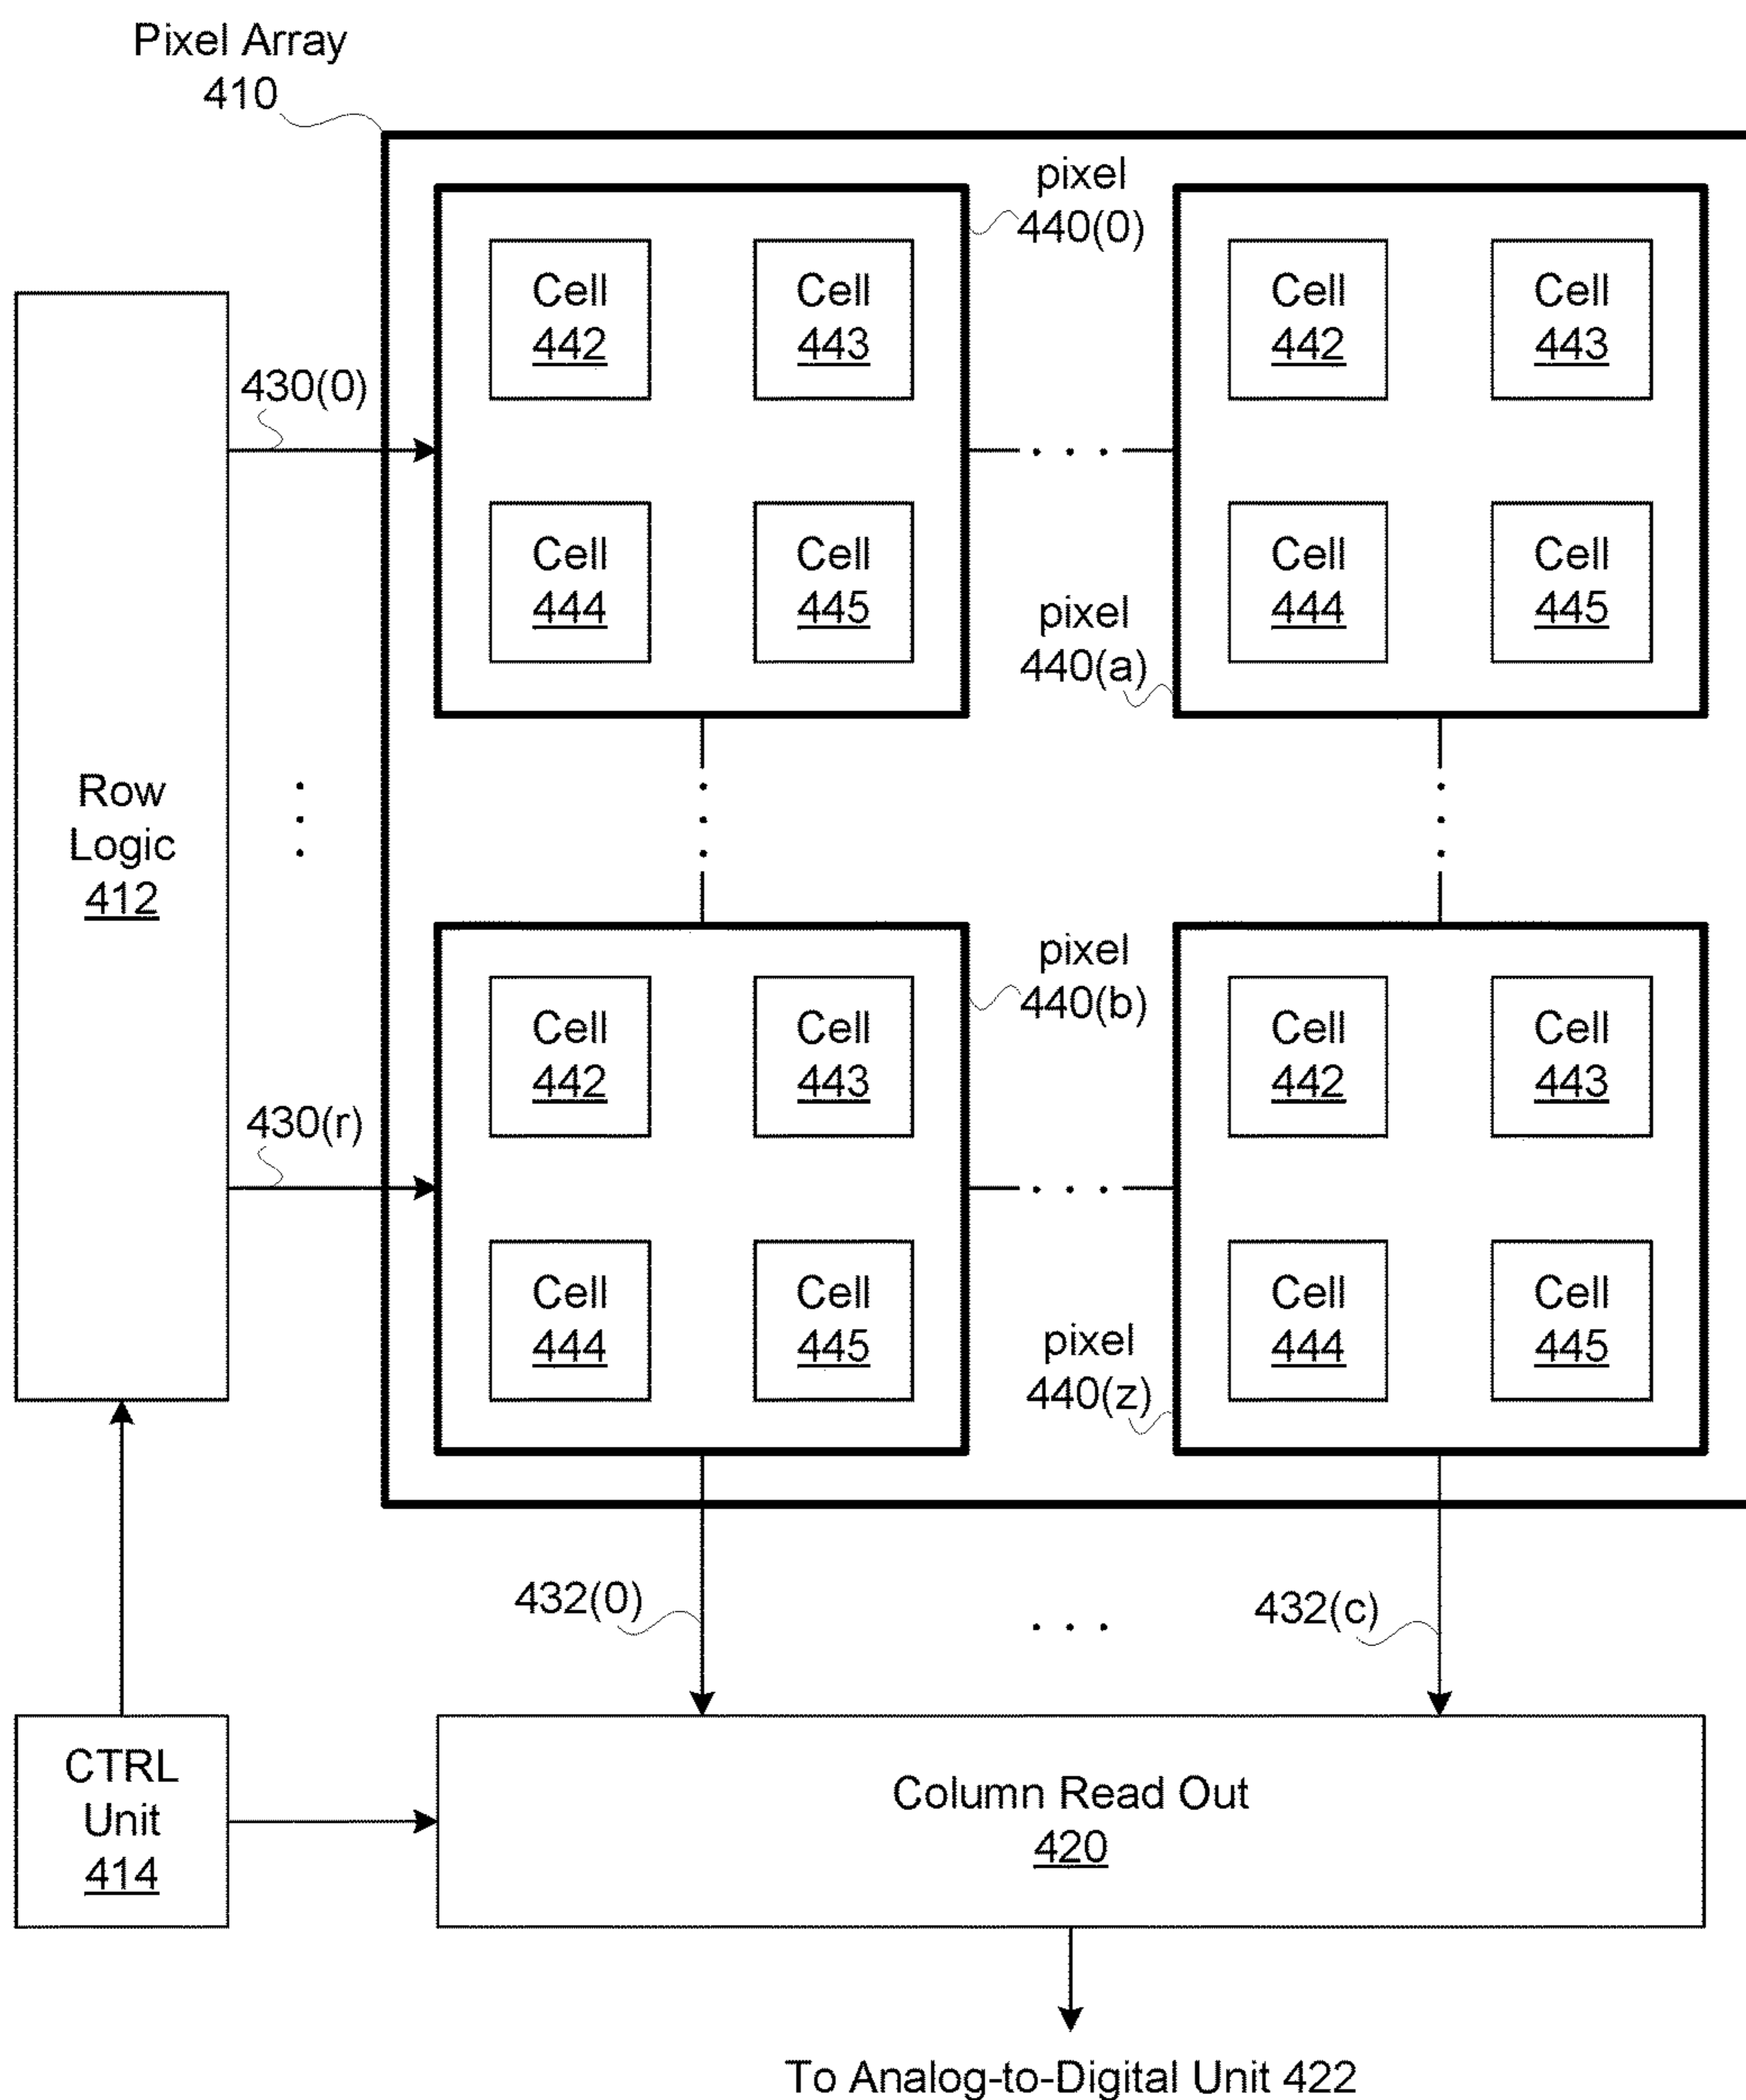 Pixel Array
410
pixel
440(0)
Cell
442
Cell
443
Cell
442
Cell
443
430(0)
Cell
444
Cell
445
pixel
440(a)
Cell
444
Cell
445
Row
Logic
412
pixel
440(b)
Cell
442
Cell
443
Cell
442
Cell
443
430(r)
Cell
444
Cell
445
pixel
440(z)
Cell
444
Cell
445
432(0)
432(c)
CTRL
Unit
414
Column Read Out
420
To Analog-to-Digital Unit 422